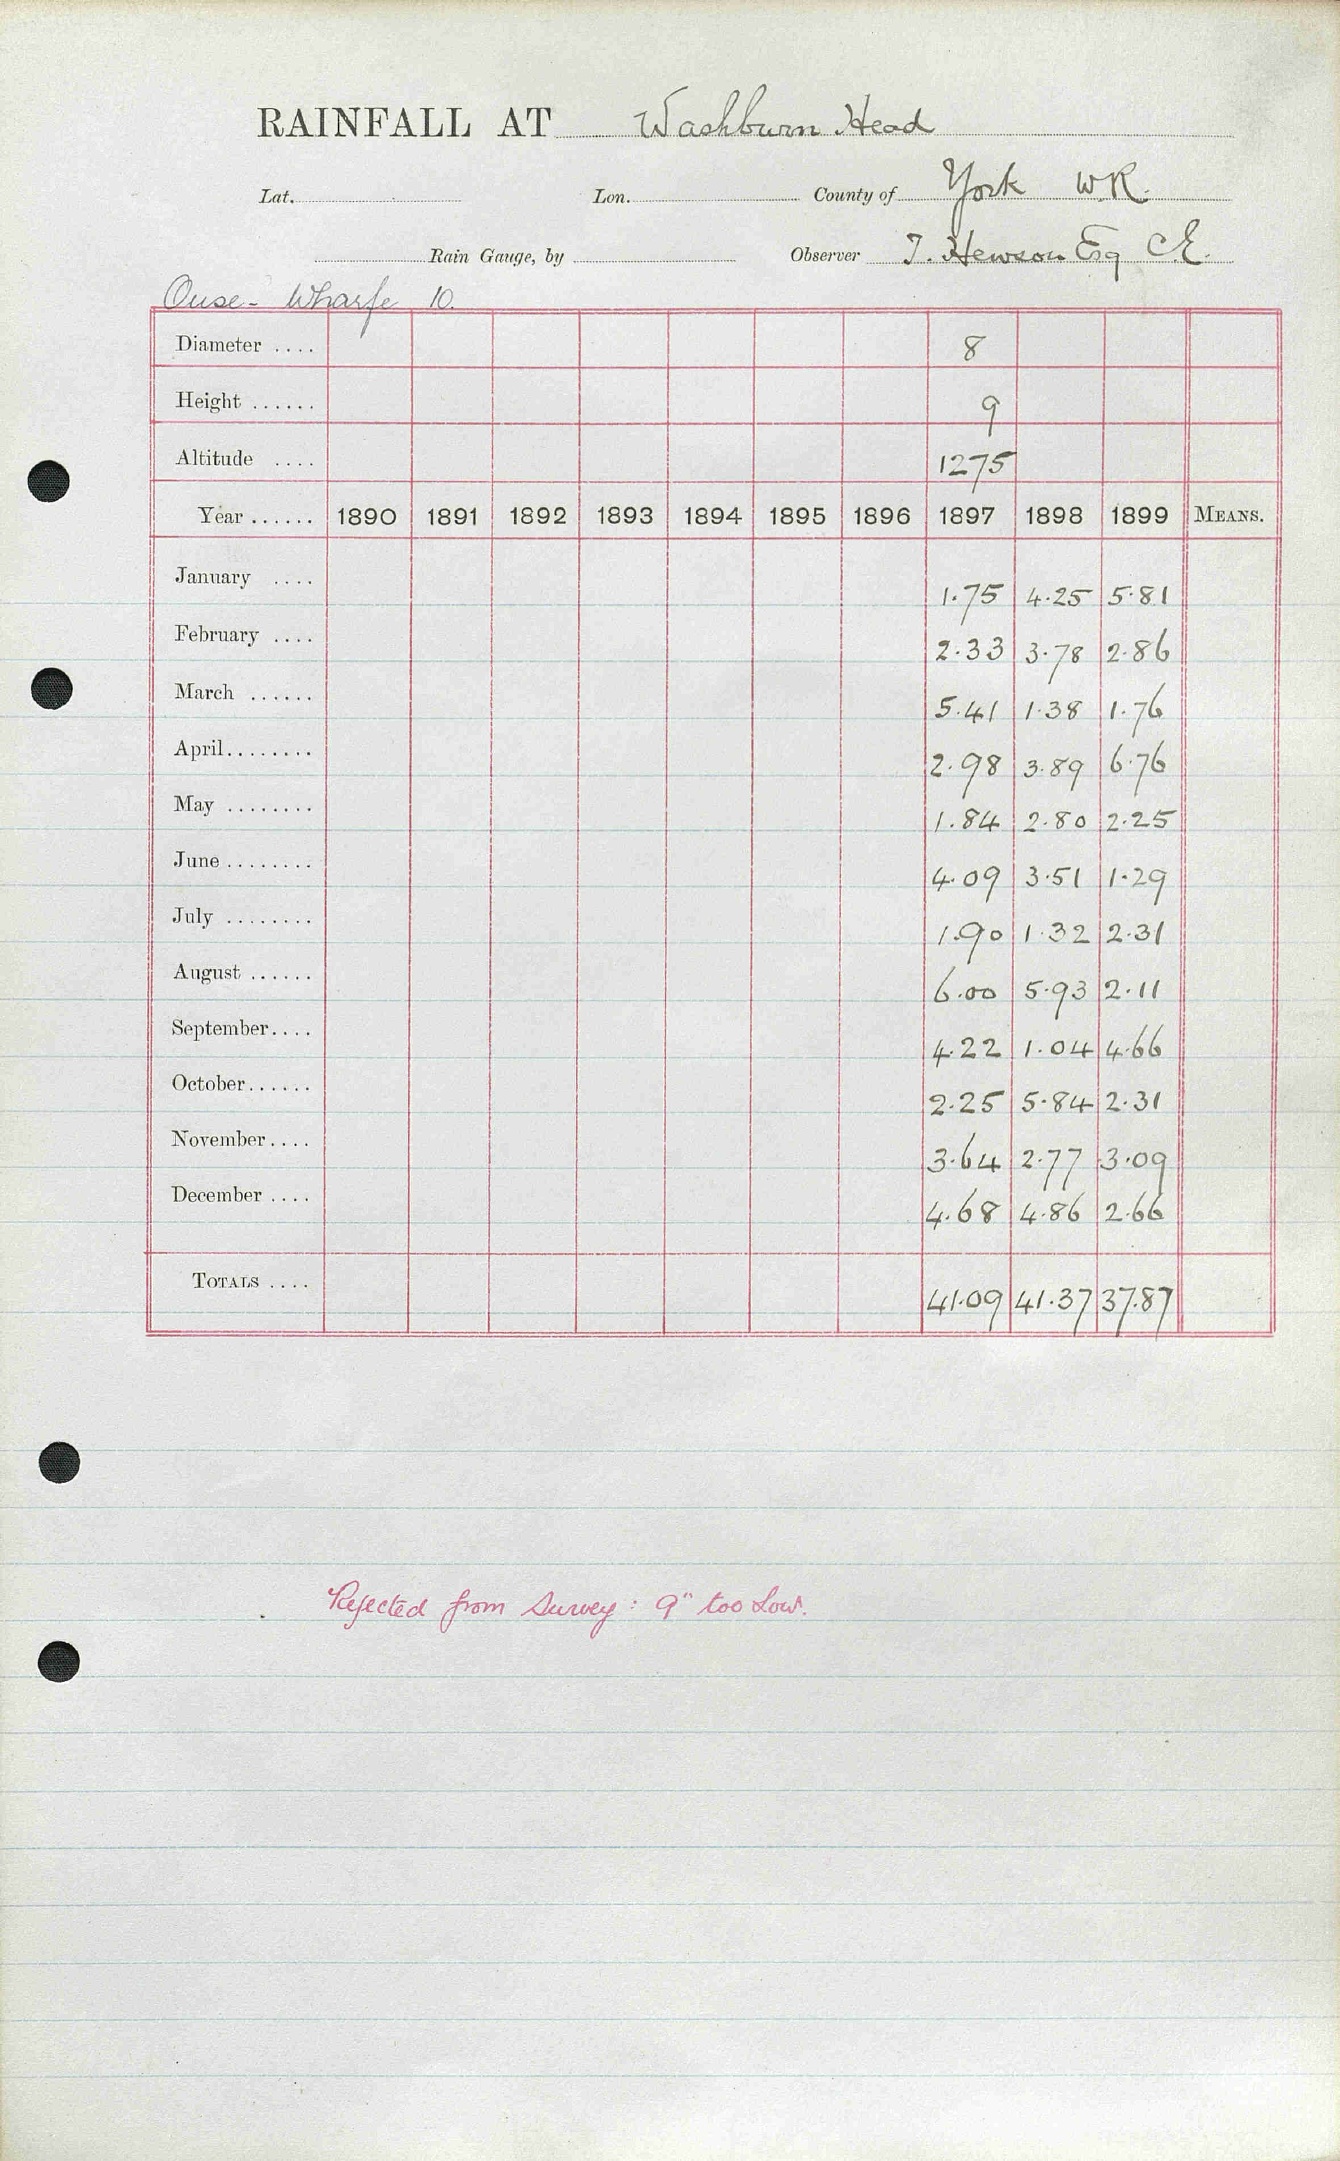 RAINFALL AT Washburn Head
Lat. Lon. County of York W.R.
Rain Gauge, by Observer T. Hewson Esq C.E.
Ouse - Wharfe 10.
Diameter .... 8
Height ...... 9
Altitude .... 1275
Year ...... 1890 1891 1892 1893 1894 1895 1896 1897 1898 1899 MEANS.
January .... 1.75 4.25 5.81
February .... 2.33 3.78 2.86
March ...... 5.41 1.38 1.76
April........ 2.98 3.89 6.76
May ........ 1.84 2.80 2.25
June ........ 4.09 3.51 1.29
July ........ 1.90 1.32 2.31
August ...... 6.00 5.93 2.11
September.... 4.22 1.04 4.66
October...... 2.25 5.84 2.31
November.... 3.64 2.77 3.09
December .... 4.68 4.86 2.66
TOTALS .... 41.09 41.37 37.87
Rejected from Survey: 9" too Low.